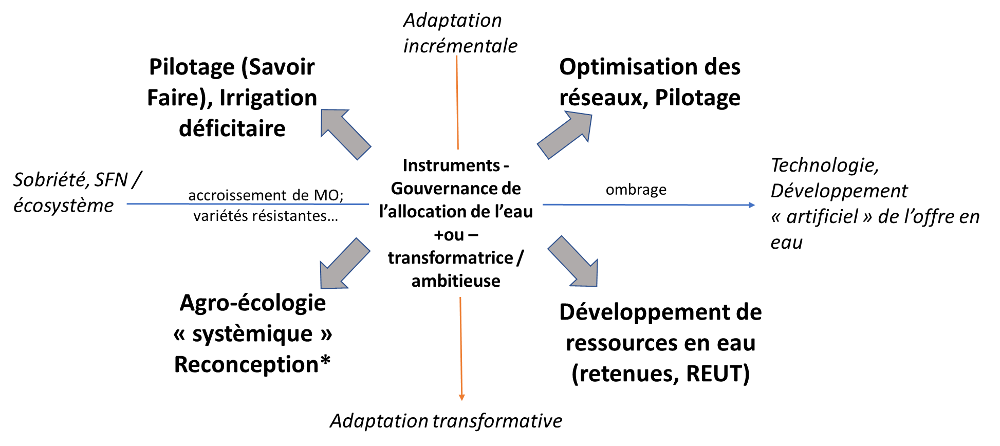 Adaptation
incrémentale
Pilotage (Savoir
Faire), Irrigation
déficitaire
Optimisation des
réseaux, Pilotage
Sobriété, SFN /
écosystème
accroissement de MO;
variétés résistantes…
Instruments -
Gouvernance de
l’allocation de l’eau
+ou –
transformatrice /
ambitieuse
ombrage
Technologie,
Développement
« artificiel » de l’offre en
eau
Agro-écologie
« systèmique »
Reconception*
Développement de
ressources en eau
(retenues, REUT)
Adaptation transformative